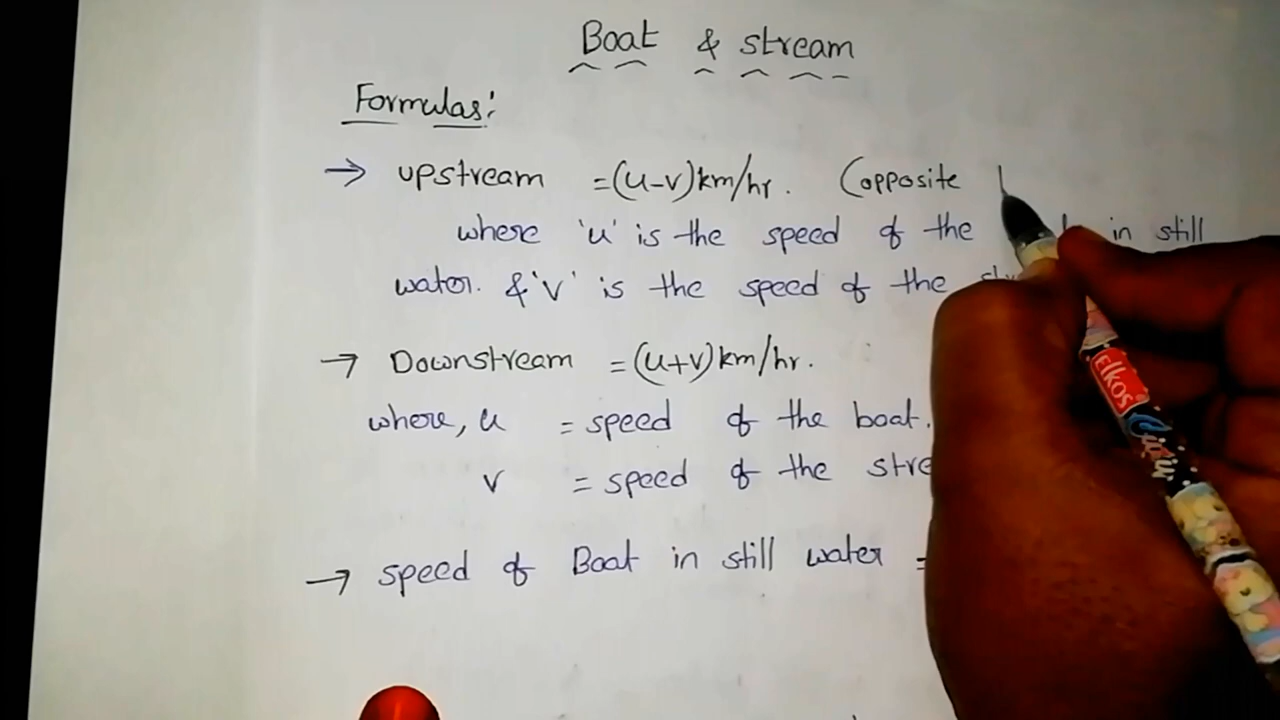 Boat & stream
Formulas:
→ upstream = (u-v)km/hr. (opposite
where 'u' is the speed of the in still
water. & 'v' is the speed of the
→ Downstream = (u+v)km/hr.
where, u = speed of the boat.
v = speed of the stre
→ speed of Boat in still water =
Elkos